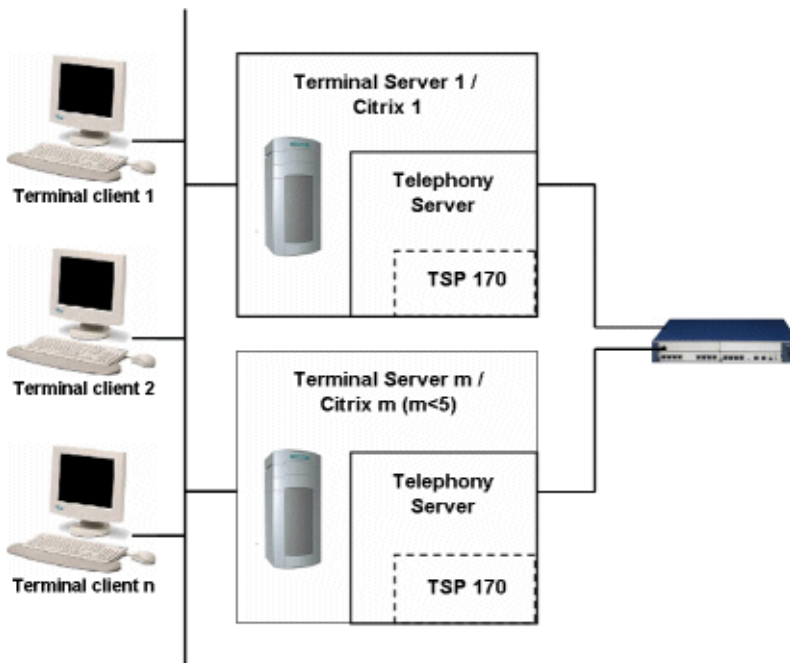 Terminal client 1
Terminal client 2
Terminal client n
Terminal Server 1 /
Citrix 1
Telephony
Server
TSP 170
Terminal Server m /
Citrix m (m<5)
Telephony
Server
TSP 170